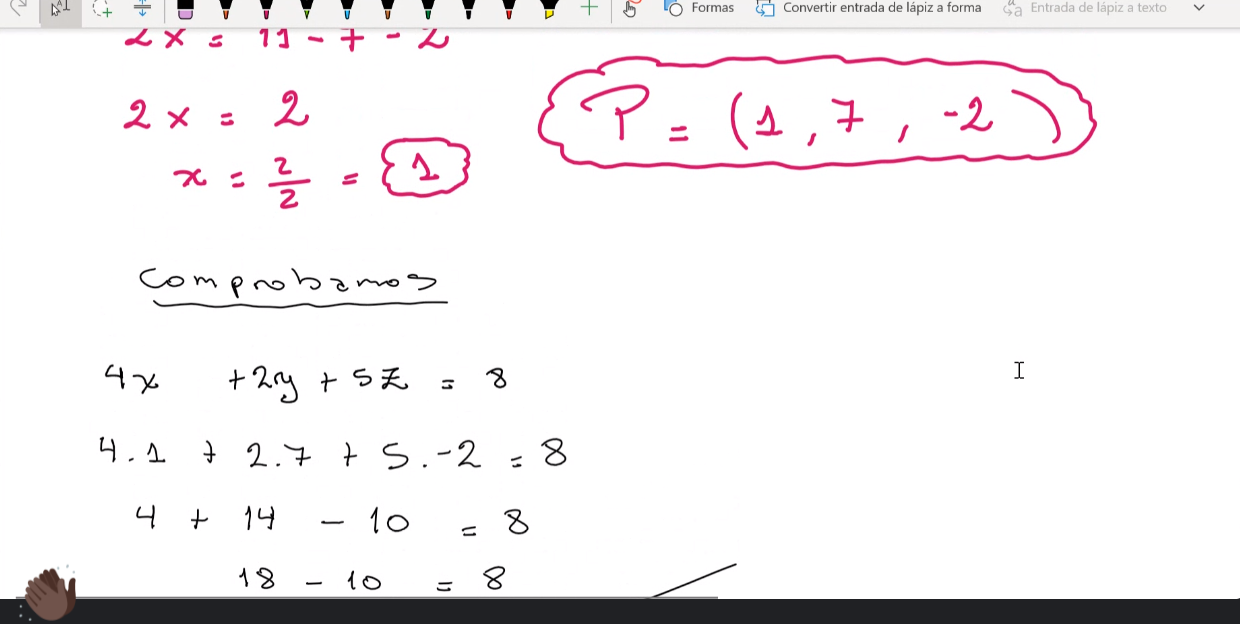 Formas Convertir entrada de lápiz a forma Entrada de lápiz a texto
2x = 11 - 7 - 2
2x = 2
x = 2/2 = 1
P = (1, 7, -2)
Comprobamos
4x + 2y + 5z = 8
4.1 + 2.7 + 5.-2 = 8
4 + 14 - 10 = 8
18 - 10 = 8